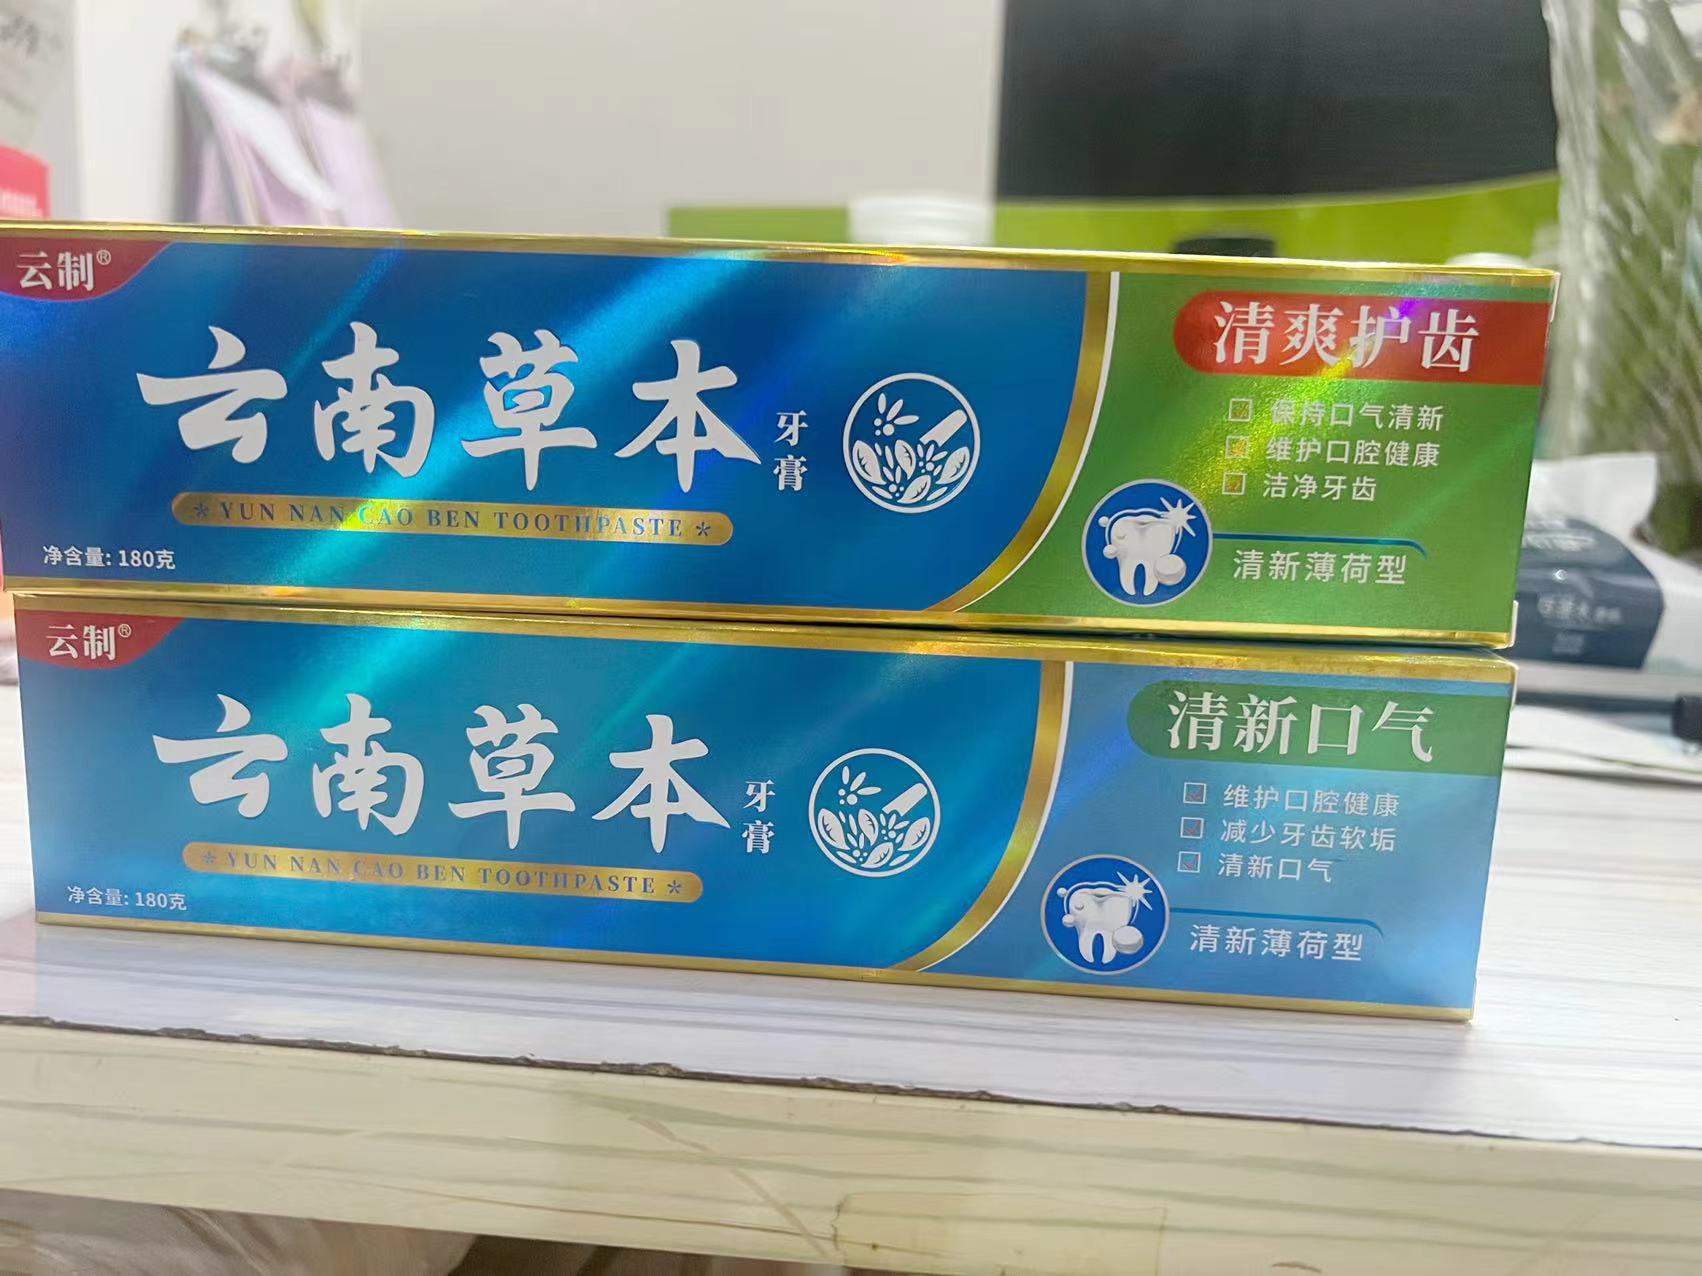 云制®
云南草本
牙膏
*YUN NAN CAO BEN TOOTHPASTE*
净含量: 180克
清爽护齿
保持口气清新
维护口腔健康
洁净牙齿
清新薄荷型
云制®
云南草本
牙膏
*YUN NAN CAO BEN TOOTHPASTE*
净含量: 180克
清新口气
维护口腔健康
减少牙齿软垢
清新口气
清新薄荷型